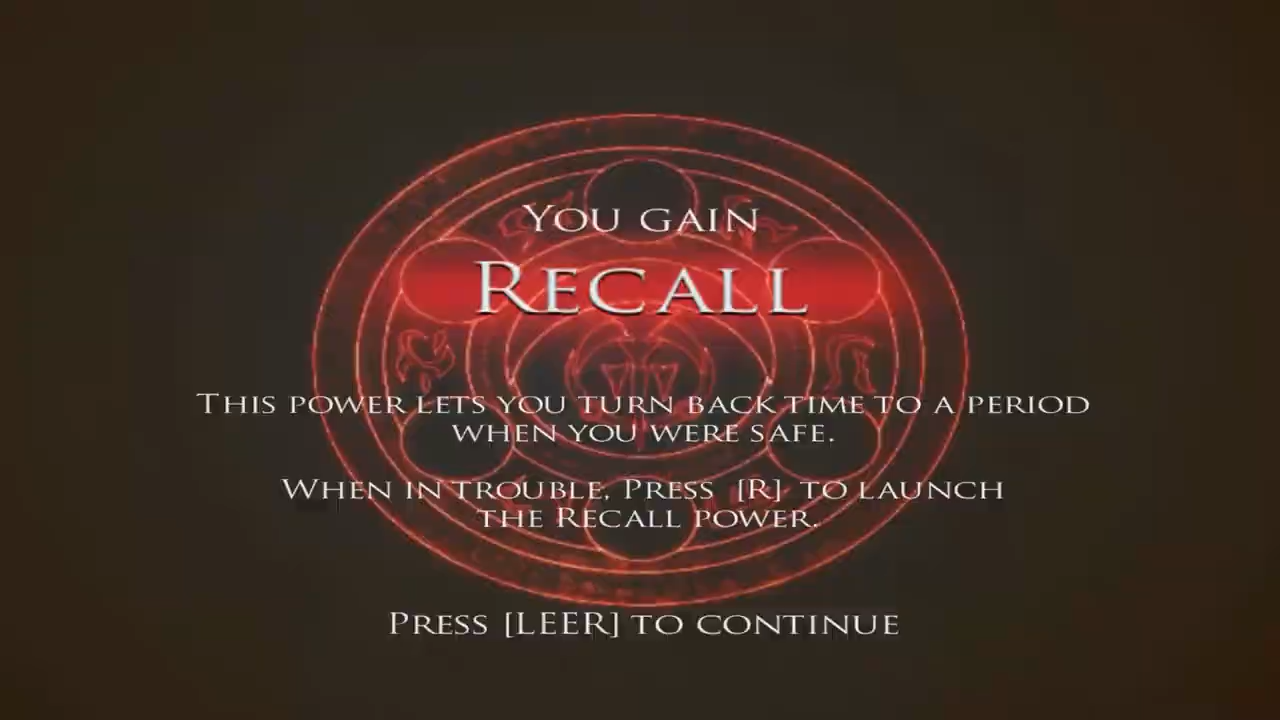 You gain
Recall
This power lets you turn back time to a period
when you were safe.
When in trouble, Press [R] to launch
the Recall power.
Press [LEER] to continue